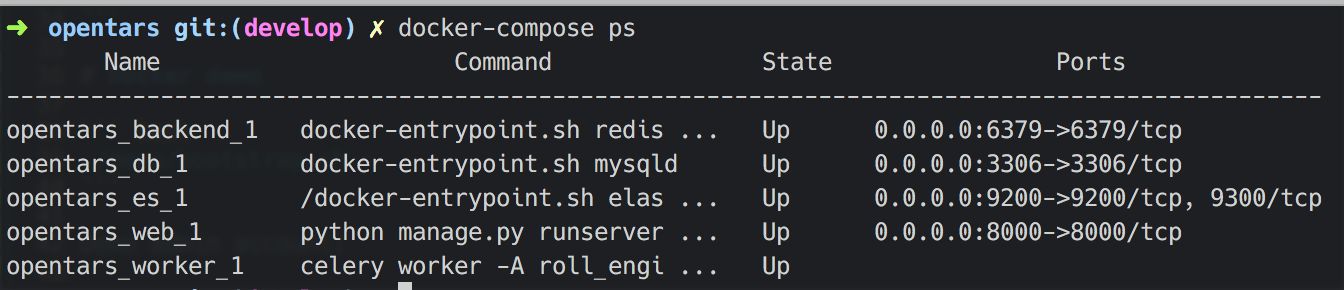 ➜ opentars git:(develop) ✗ docker-compose ps
Name Command State Ports
-----------------------------------------------------------------------------------------------
opentars_backend_1 docker-entrypoint.sh redis ... Up 0.0.0.0:6379->6379/tcp
opentars_db_1 docker-entrypoint.sh mysqld Up 0.0.0.0:3306->3306/tcp
opentars_es_1 /docker-entrypoint.sh elas ... Up 0.0.0.0:9200->9200/tcp, 9300/tcp
opentars_web_1 python manage.py runserver ... Up 0.0.0.0:8000->8000/tcp
opentars_worker_1 celery worker -A roll_engi ... Up